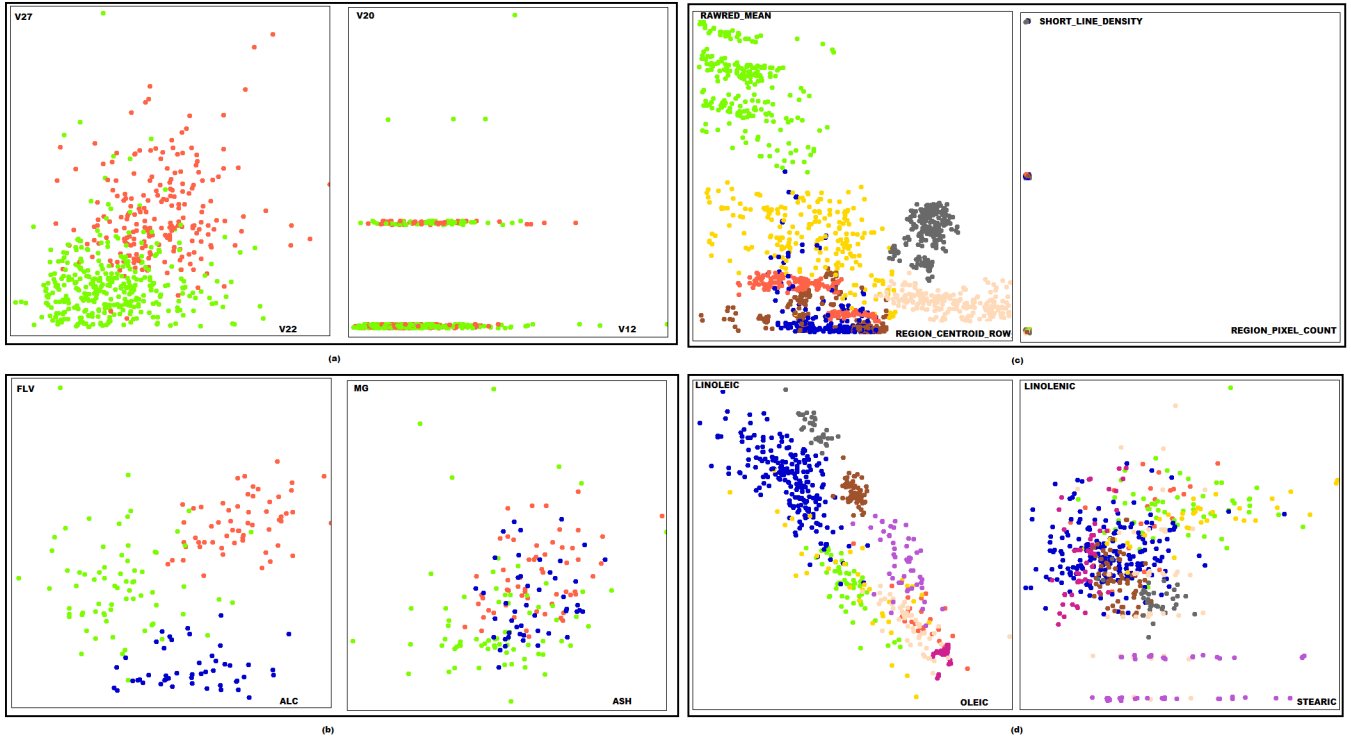 V27
V22
V20
V12
(a)
RAWRED_MEAN
REGION_CENTROID_ROW
SHORT_LINE_DENSITY
REGION_PIXEL_COUNT
(c)
FLV
ALC
MG
ASH
(b)
LINOLEIC
OLEIC
LINOLENIC
STEARIC
(d)